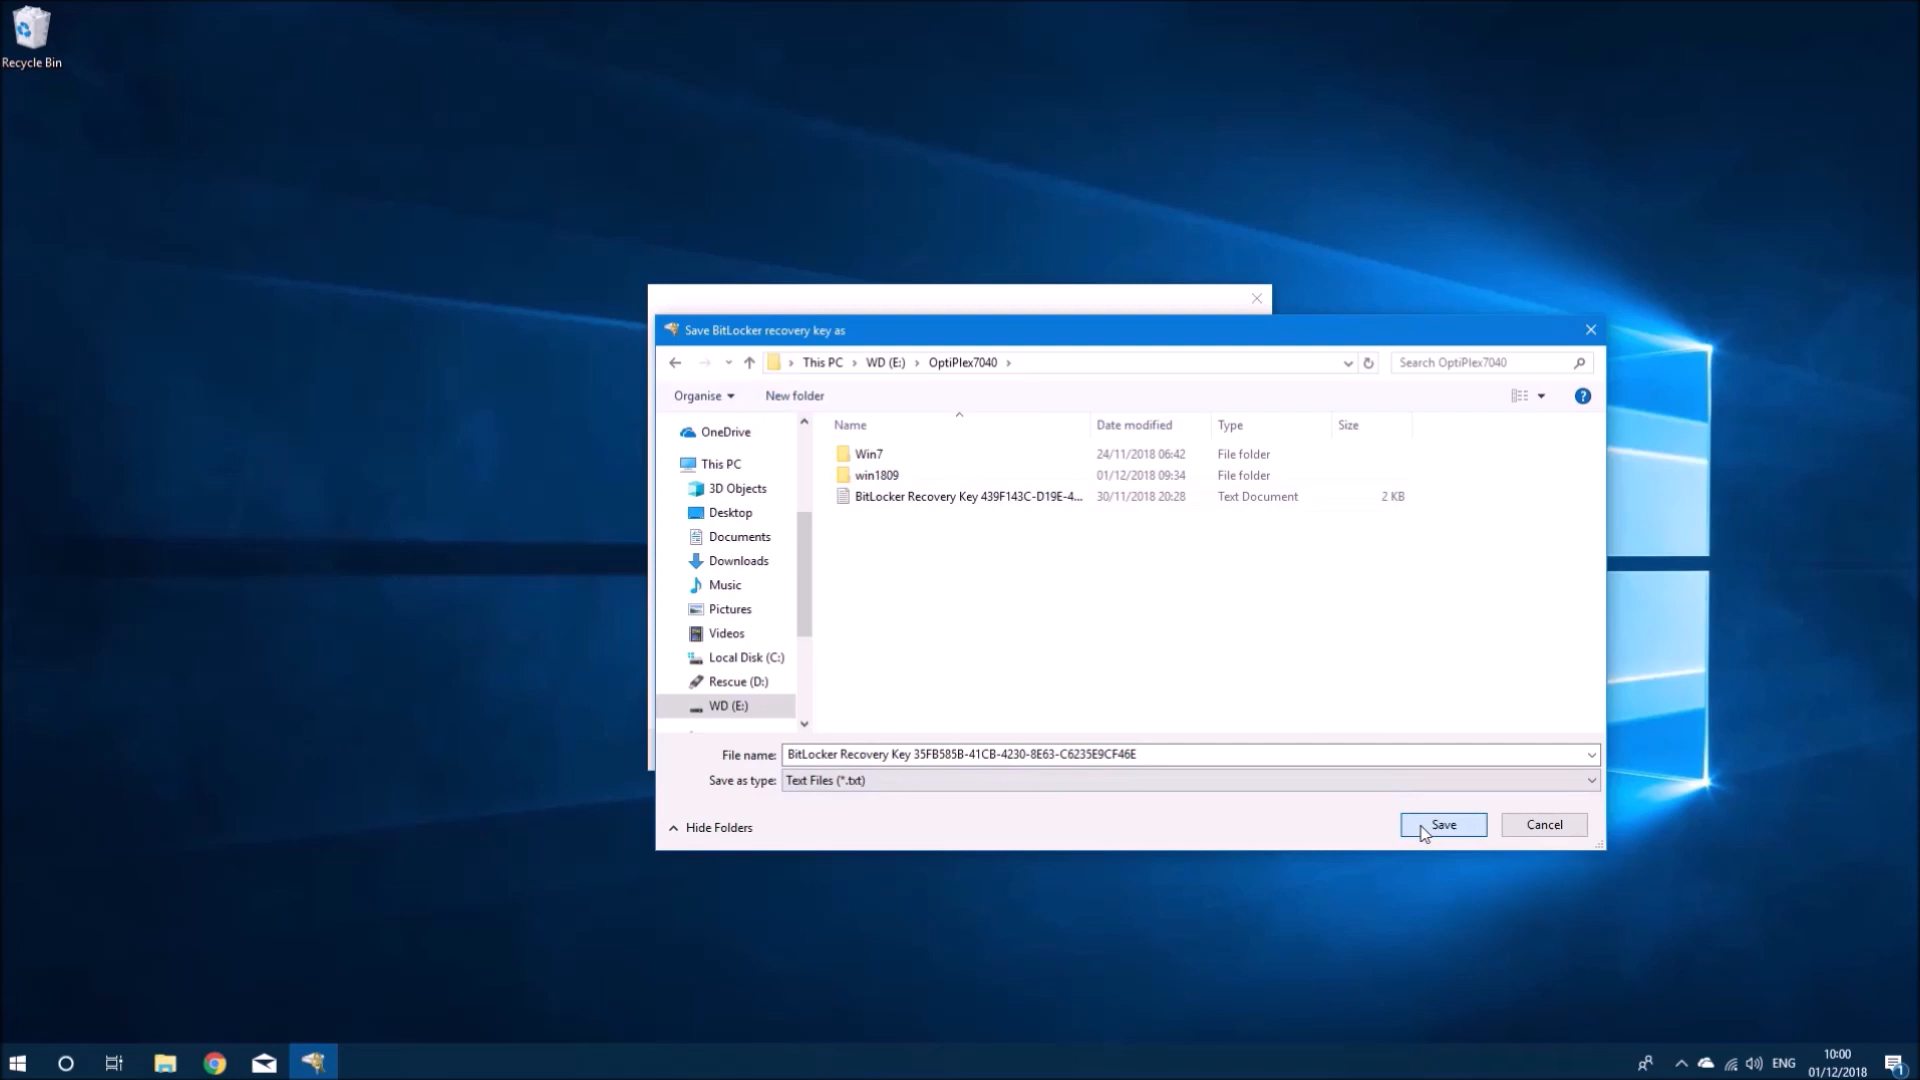 Recycle Bin
Save BitLocker recovery key as
This PC
WD (E:)
OptiPlex7040
Search OptiPlex7040
Organise
New folder
?
Name
Date modified
Type
Size
OneDrive
This PC
3D Objects
Desktop
Documents
Downloads
Music
Pictures
Videos
Local Disk (C:)
Rescue (D:)
WD (E:)
Win7 24/11/2018 06:42 File folder
win1809 01/12/2018 09:34 File folder
BitLocker Recovery Key 439F143C-D19E-4... 30/11/2018 20:28 Text Document 2 KB
File name: BitLocker Recovery Key 35FB585B-41CB-4230-8E63-C6235E9CF46E
Save as type: Text Files (*.txt)
Hide Folders
Save
Cancel
ENG
10:00
01/12/2018
1